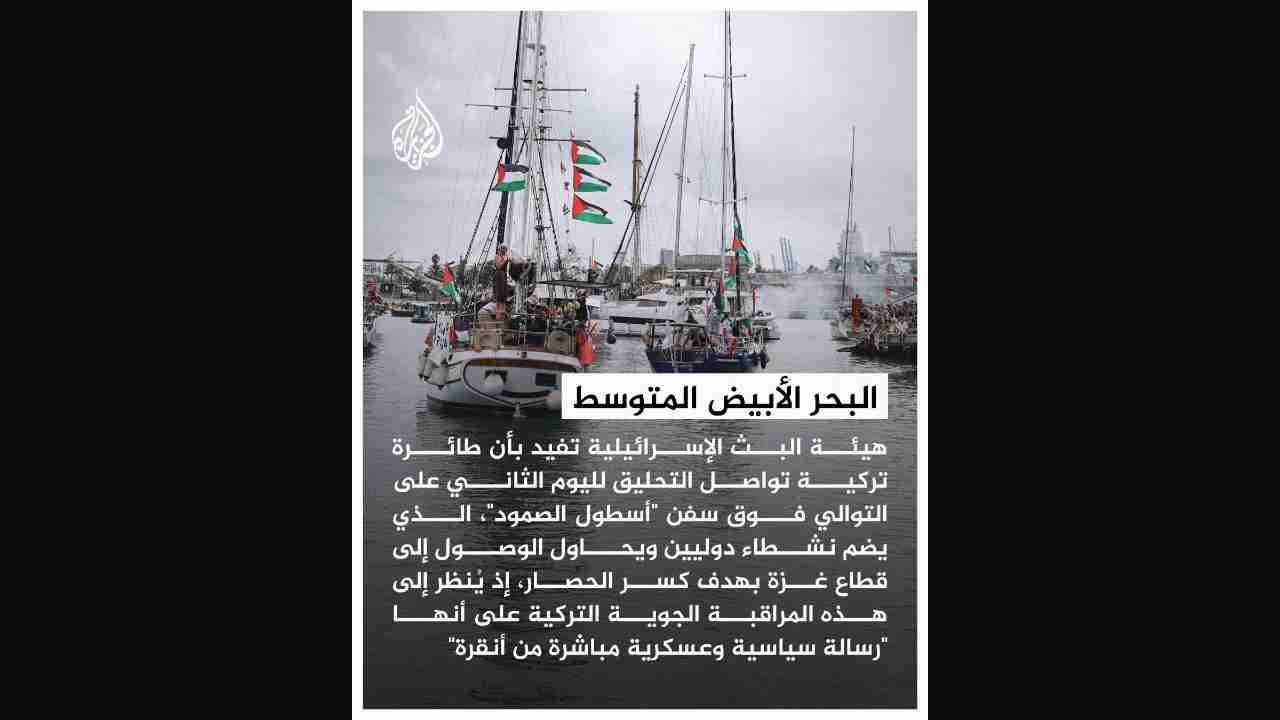 الجزيرة
البحر الأبيض المتوسط
هيئة البث الإسرائيلية تفيد بأن طائرة
تركية تواصل التحليق لليوم الثاني على
التوالي فوق سفن "أسطول الصمود"، الذي
يضم نشطاء دوليين ويحاول الوصول إلى
قطاع غزة بهدف كسر الحصار، إذ يُنظر إلى
هذه المراقبة الجوية التركية على أنها
"رسالة سياسية وعسكرية مباشرة من أنقرة"